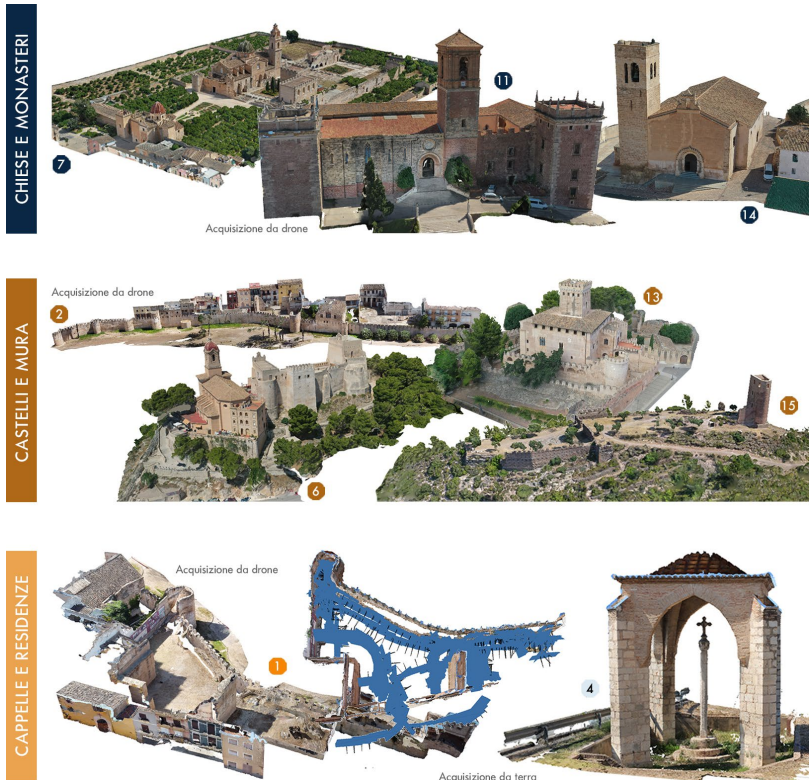 CHIESE E MONASTERI
7
11
14
Acquisizione da drone
CASTELLI E MURA
Acquisizione da drone
2
13
15
6
CAPPELLE E RESIDENZE
Acquisizione da drone
1
4
Acquisizione da terra